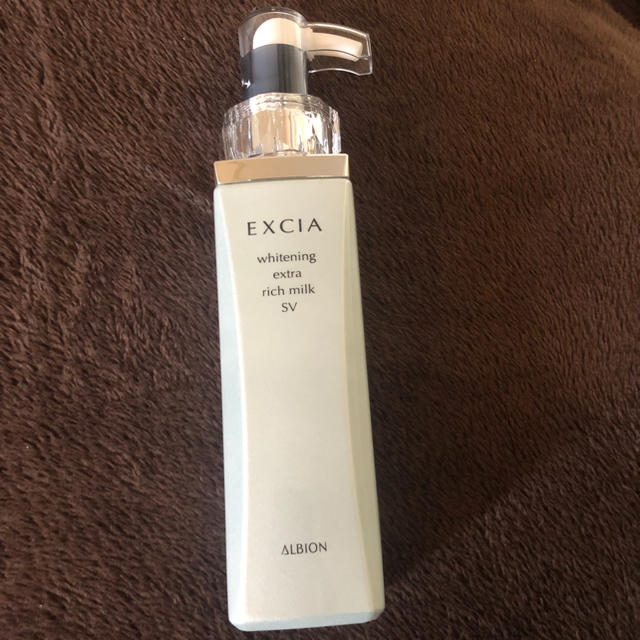 EXCIA
whitening
extra
rich milk
SV
ALBION